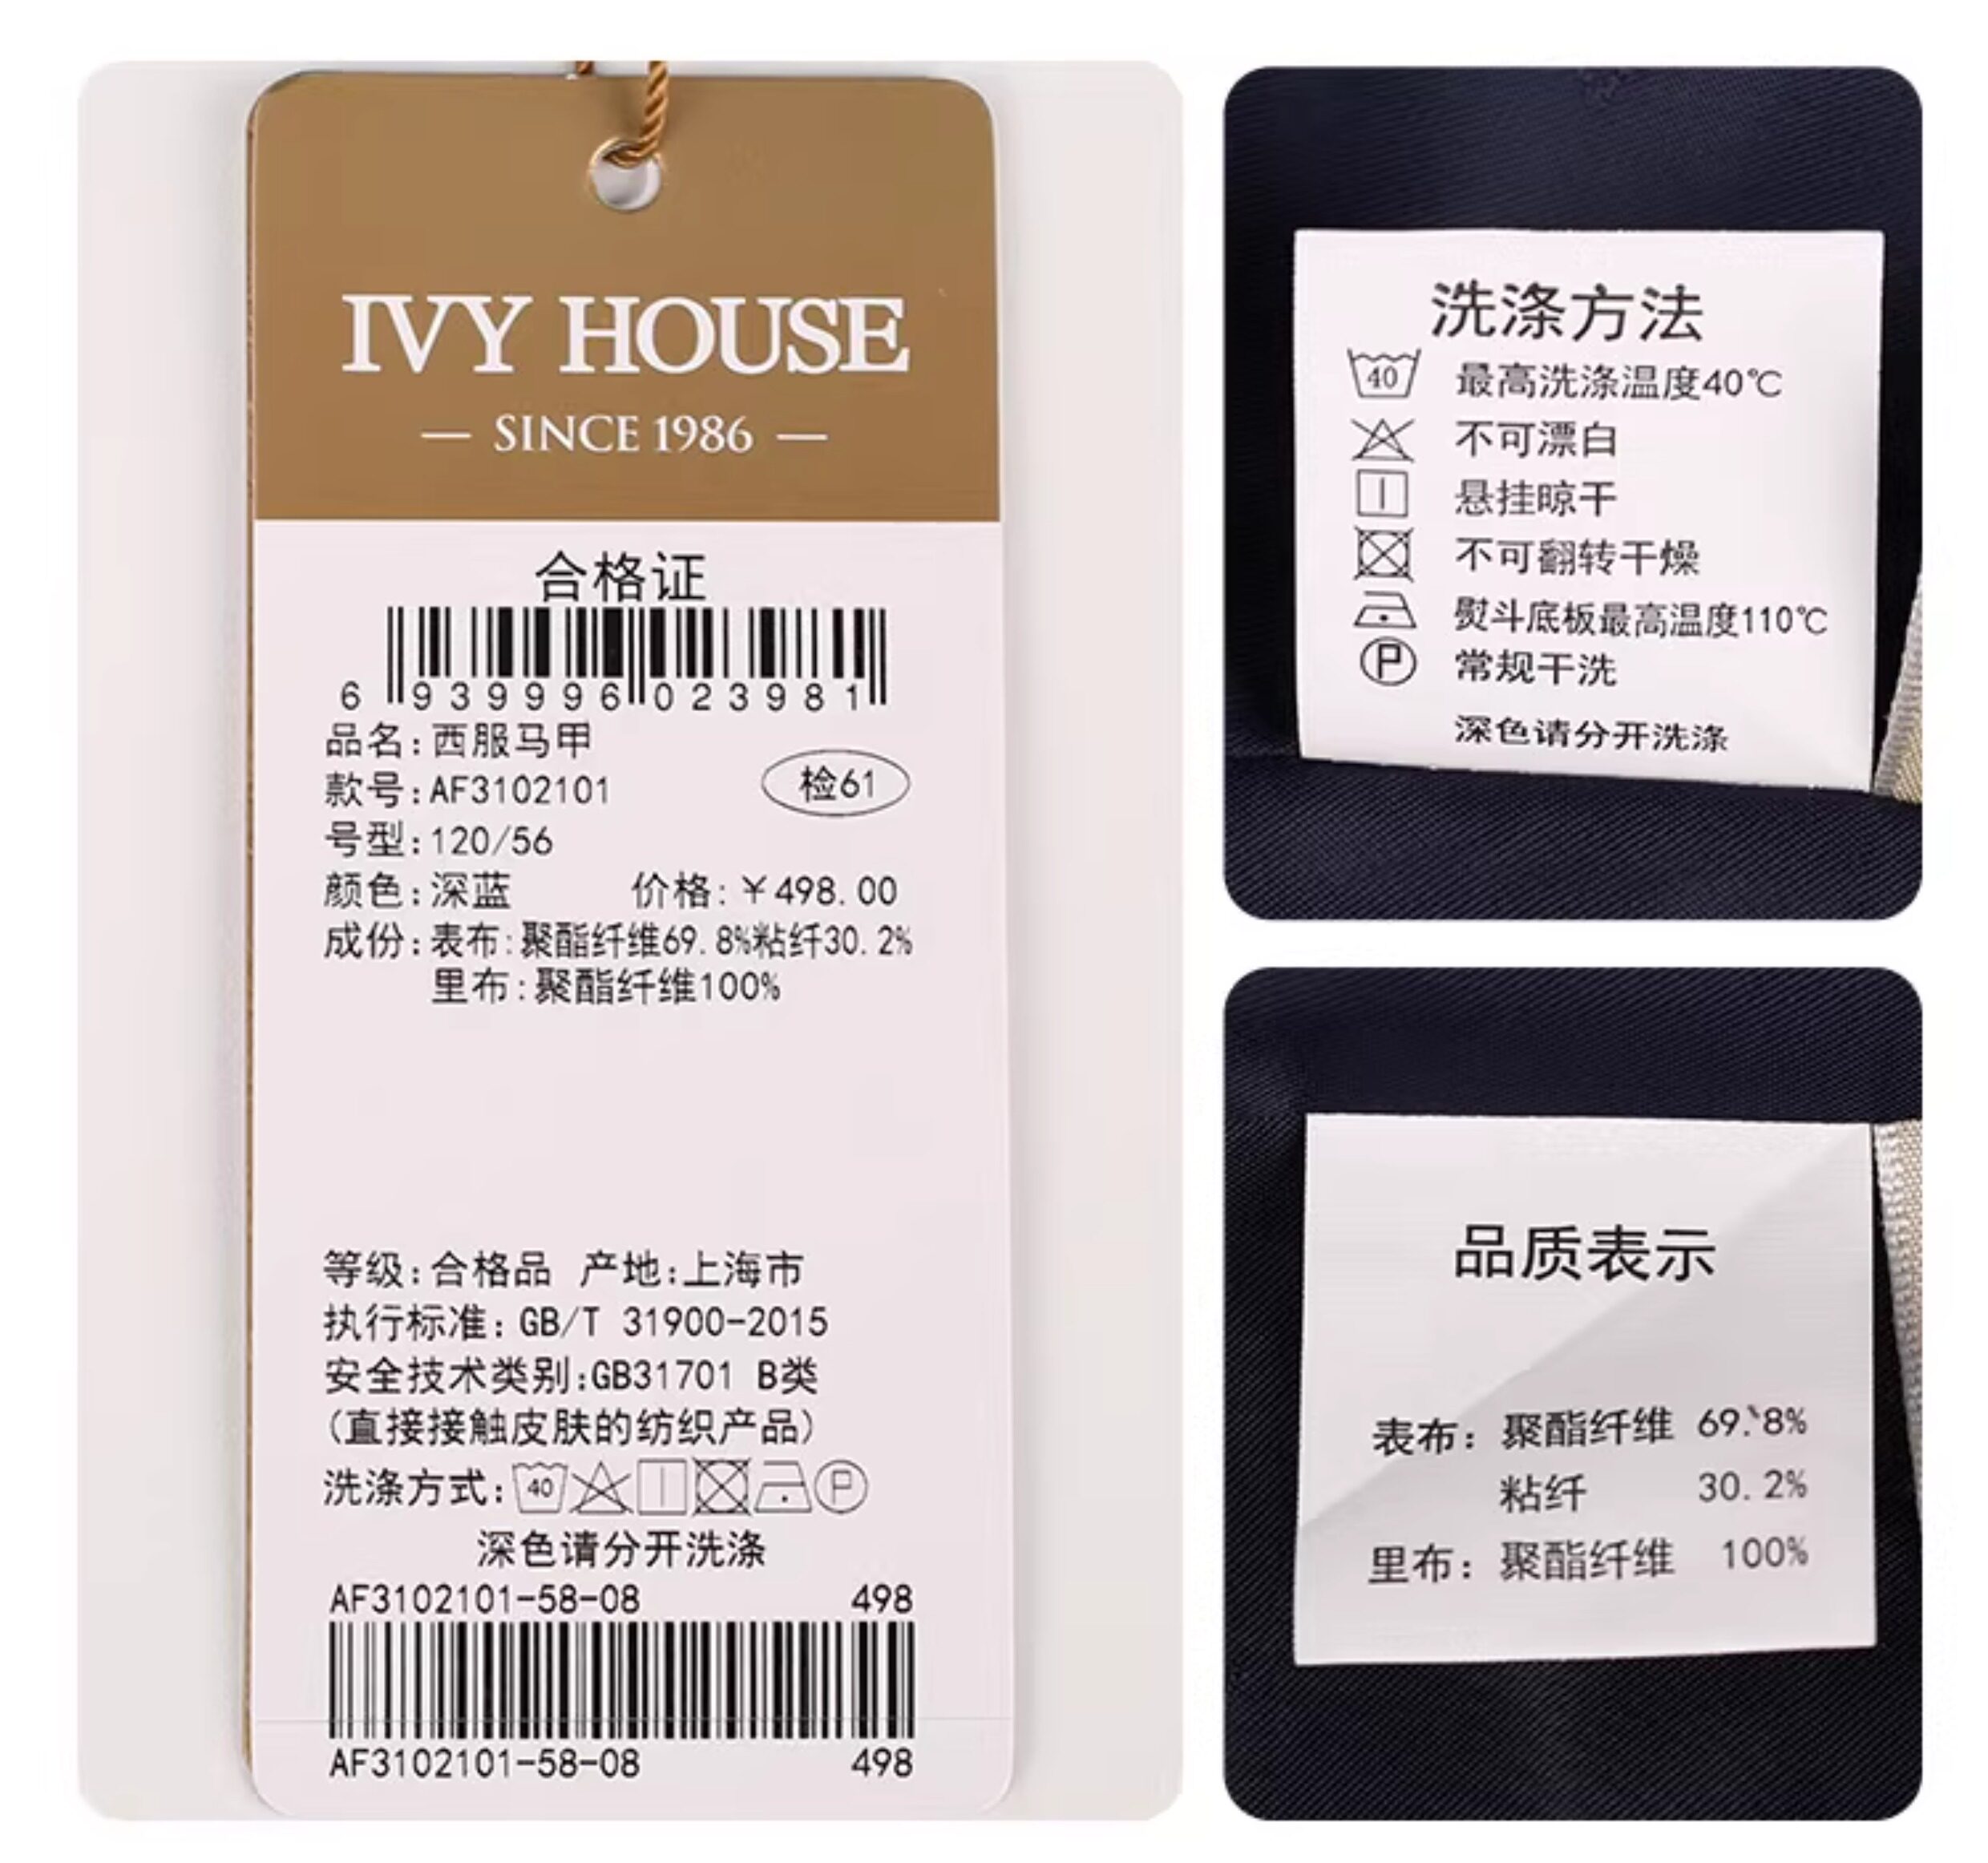 IVY HOUSE
— SINCE 1986 —
合格证
6 939996 023981
品名:西服马甲
款号:AF3102101
检61
号型:120/56
颜色:深蓝 价格:￥498.00
成份:表布:聚酯纤维69.8%粘纤30.2%
里布:聚酯纤维100%
等级:合格品 产地:上海市
执行标准:GB/T 31900-2015
安全技术类别:GB31701 B类
(直接接触皮肤的纺织产品)
洗涤方式: 40 P
深色请分开洗涤
AF3102101-58-08 498
AF3102101-58-08 498
洗涤方法
40 最高洗涤温度40℃
不可漂白
悬挂晾干
不可翻转干燥
熨斗底板最高温度110℃
P 常规干洗
深色请分开洗涤
品质表示
表布: 聚酯纤维 69.8%
粘纤 30.2%
里布: 聚酯纤维 100%